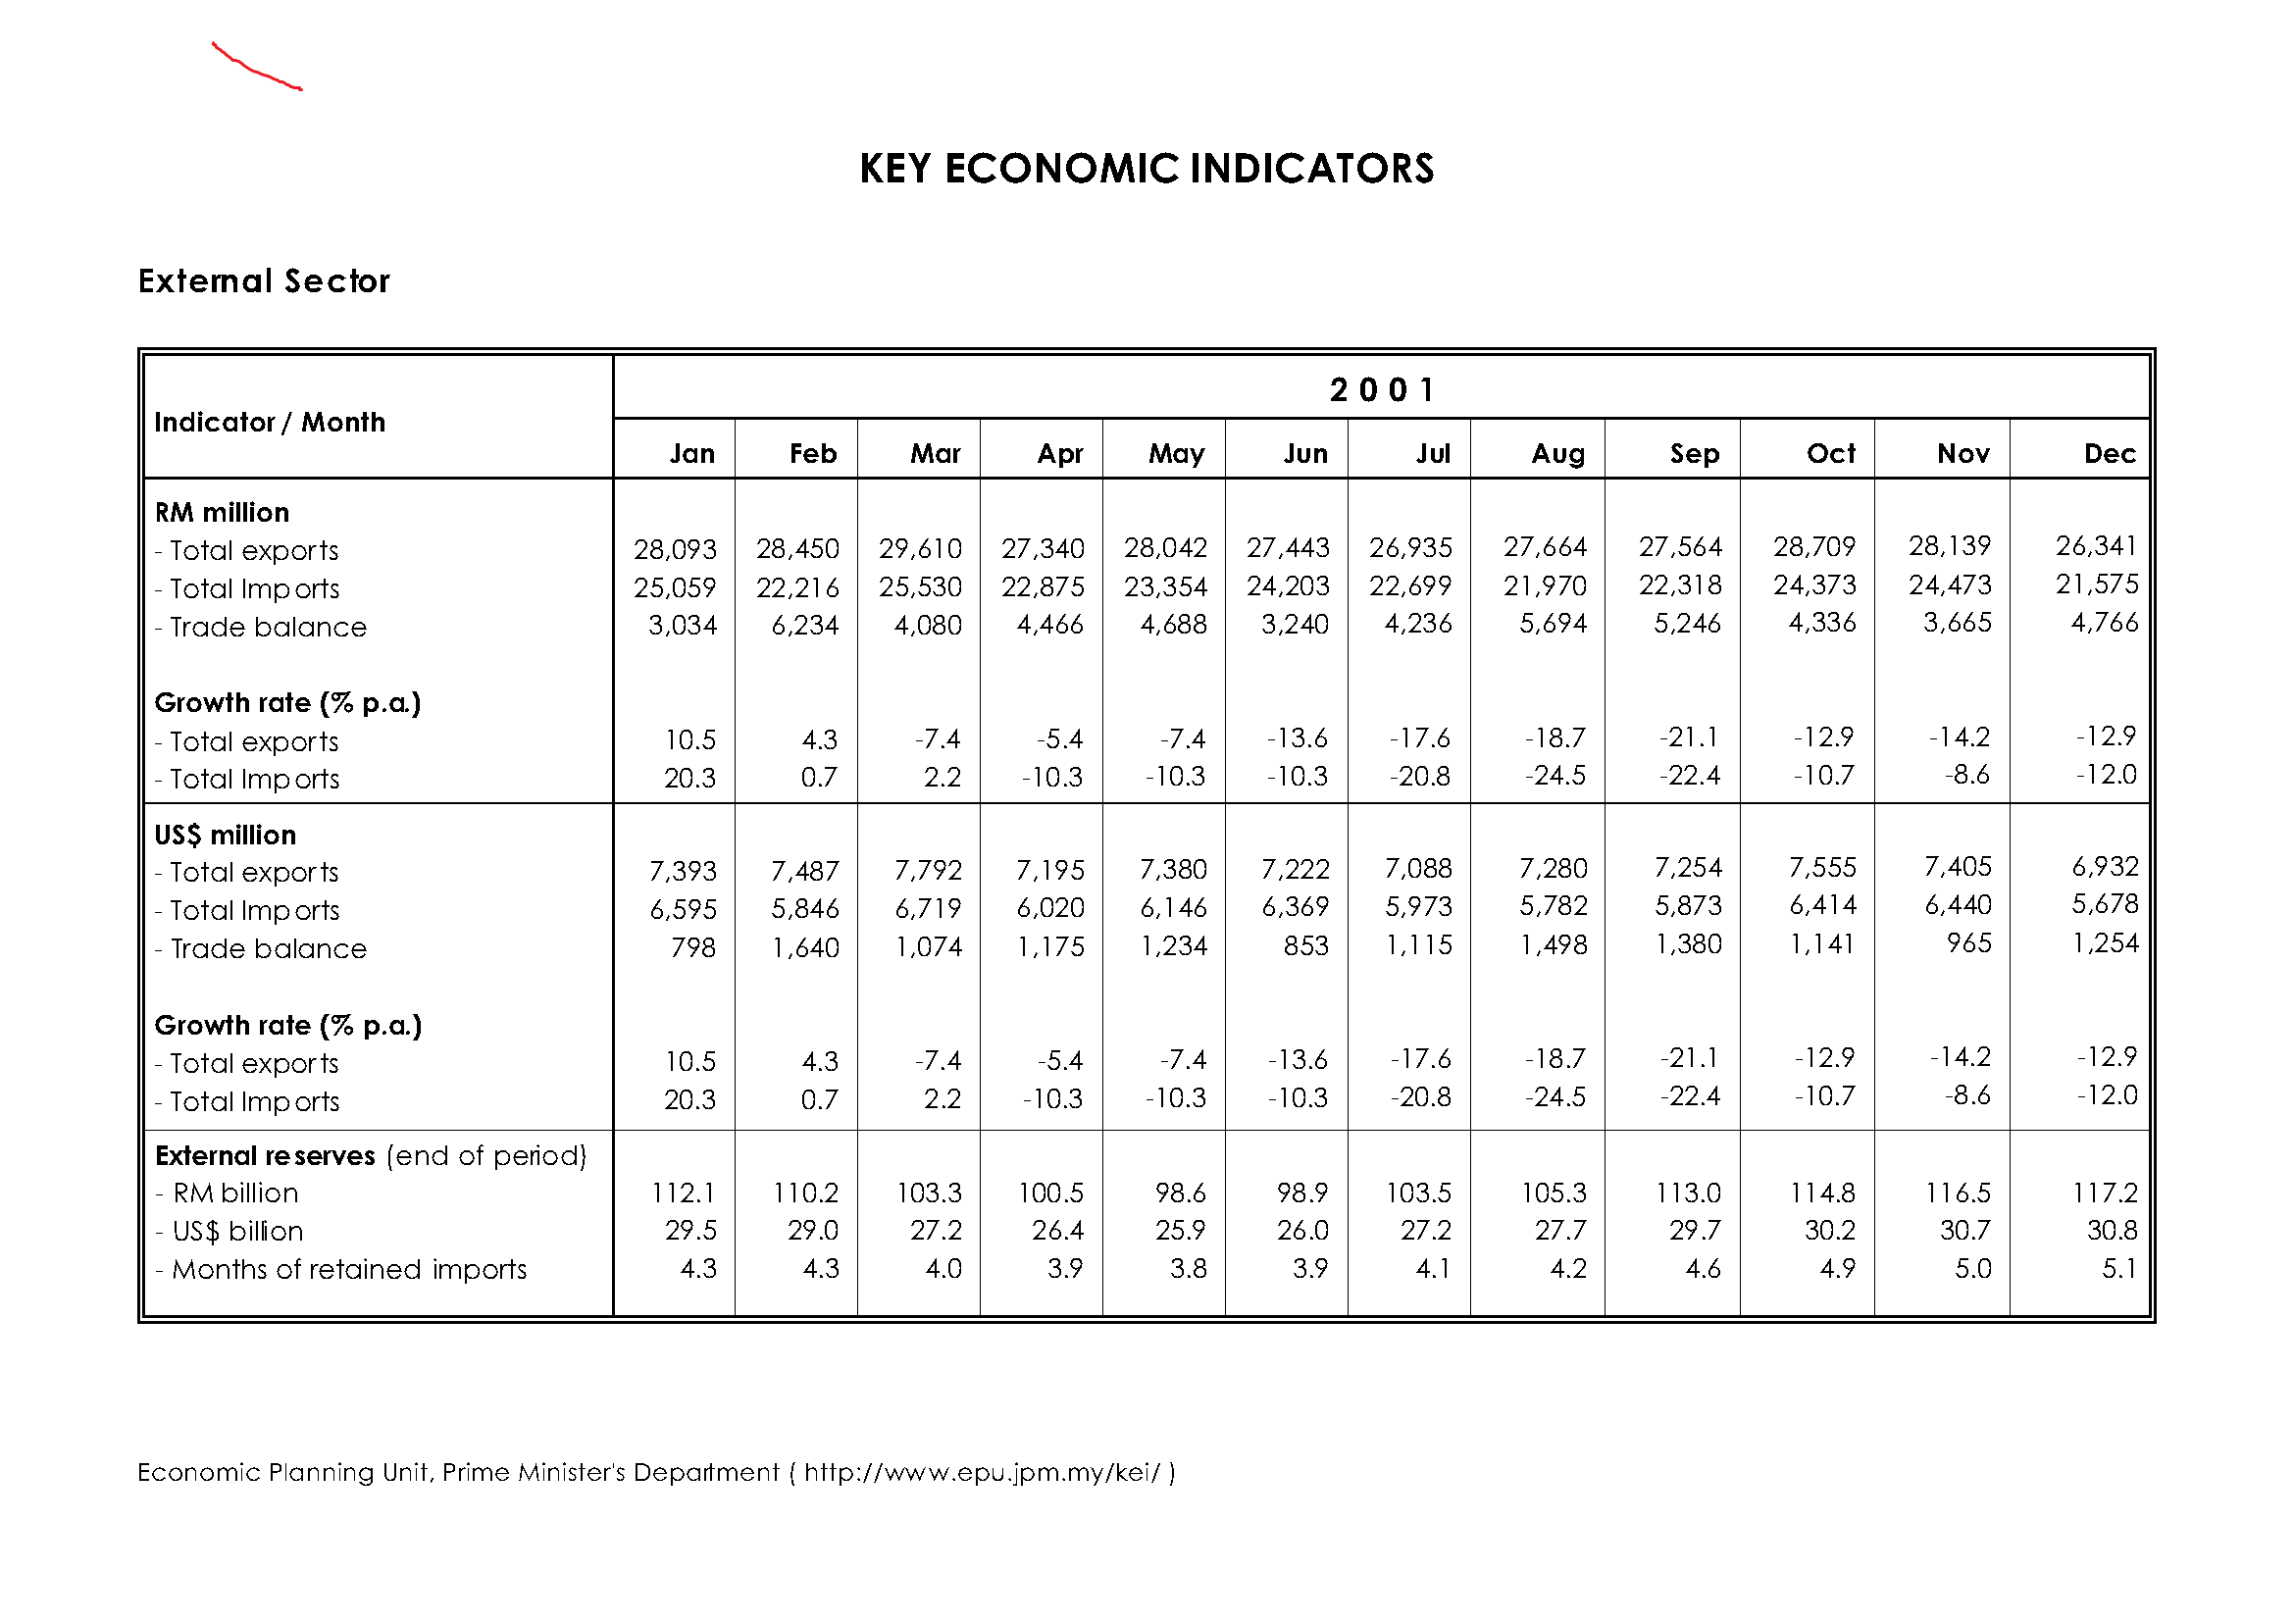 KEY ECONOMIC INDICATORS
External Sector
Indicator / Month
2 0 0 1
Jan Feb Mar Apr May Jun Jul Aug Sep Oct Nov Dec
RM million
- Total exports 28,093 28,450 29,610 27,340 28,042 27,443 26,935 27,664 27,564 28,709 28,139 26,341
- Total Imports 25,059 22,216 25,530 22,875 23,354 24,203 22,699 21,970 22,318 24,373 24,473 21,575
- Trade balance 3,034 6,234 4,080 4,466 4,688 3,240 4,236 5,694 5,246 4,336 3,665 4,766
Growth rate (% p.a.)
- Total exports 10.5 4.3 -7.4 -5.4 -7.4 -13.6 -17.6 -18.7 -21.1 -12.9 -14.2 -12.9
- Total Imports 20.3 0.7 2.2 -10.3 -10.3 -10.3 -20.8 -24.5 -22.4 -10.7 -8.6 -12.0
US$ million
- Total exports 7,393 7,487 7,792 7,195 7,380 7,222 7,088 7,280 7,254 7,555 7,405 6,932
- Total Imports 6,595 5,846 6,719 6,020 6,146 6,369 5,973 5,782 5,873 6,414 6,440 5,678
- Trade balance 798 1,640 1,074 1,175 1,234 853 1,115 1,498 1,380 1,141 965 1,254
Growth rate (% p.a.)
- Total exports 10.5 4.3 -7.4 -5.4 -7.4 -13.6 -17.6 -18.7 -21.1 -12.9 -14.2 -12.9
- Total Imports 20.3 0.7 2.2 -10.3 -10.3 -10.3 -20.8 -24.5 -22.4 -10.7 -8.6 -12.0
External reserves (end of period)
- RM billion 112.1 110.2 103.3 100.5 98.6 98.9 103.5 105.3 113.0 114.8 116.5 117.2
- US$ billion 29.5 29.0 27.2 26.4 25.9 26.0 27.2 27.7 29.7 30.2 30.7 30.8
- Months of retained imports 4.3 4.3 4.0 3.9 3.8 3.9 4.1 4.2 4.6 4.9 5.0 5.1
Economic Planning Unit, Prime Minister's Department ( http://www.epu.jpm.my/kei/ )